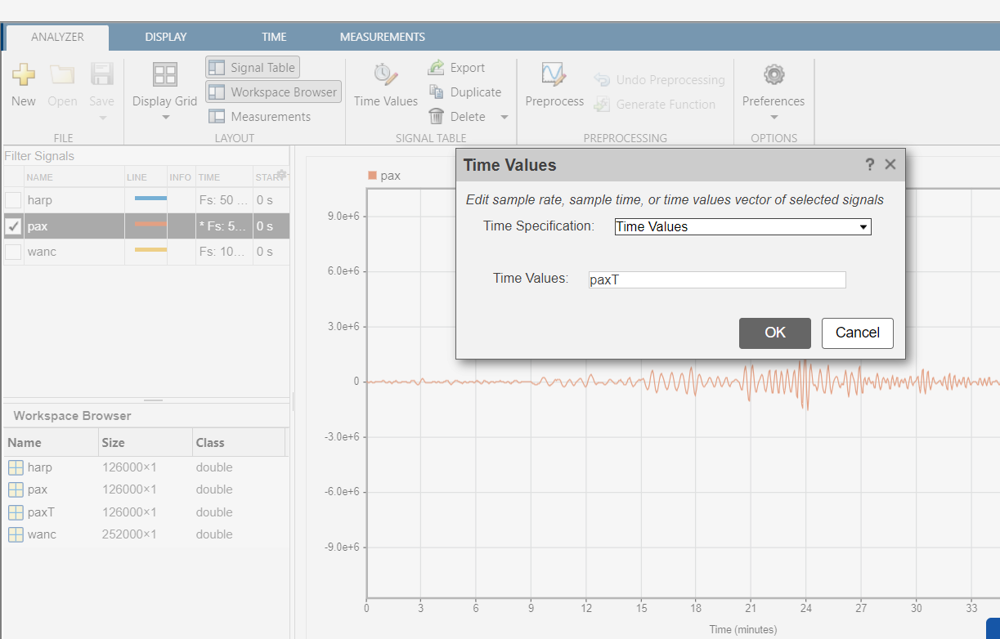 ANALYZER DISPLAY TIME MEASUREMENTS
New Open Save
FILE
Display Grid
Signal Table
Workspace Browser
Measurements
LAYOUT
Time Values
Export
Duplicate
Delete
SIGNAL TABLE
Preprocess
Undo Preprocessing
Generate Function
PREPROCESSING
Preferences
OPTIONS
Filter Signals
NAME LINE INFO TIME START
harp Fs: 50 ... 0 s
pax * Fs: 5... 0 s
wanc Fs: 10... 0 s
Workspace Browser
Name Size Class
harp 126000×1 double
pax 126000×1 double
paxT 126000×1 double
wanc 252000×1 double
pax
9.0e+6
6.0e+6
3.0e+6
0
-3.0e+6
-6.0e+6
-9.0e+6
0 3 6 9 12 15 18 21 24 27 30 33
Time (minutes)
Time Values ?
Edit sample rate, sample time, or time values vector of selected signals
Time Specification: Time Values
Time Values: paxT
OK Cancel